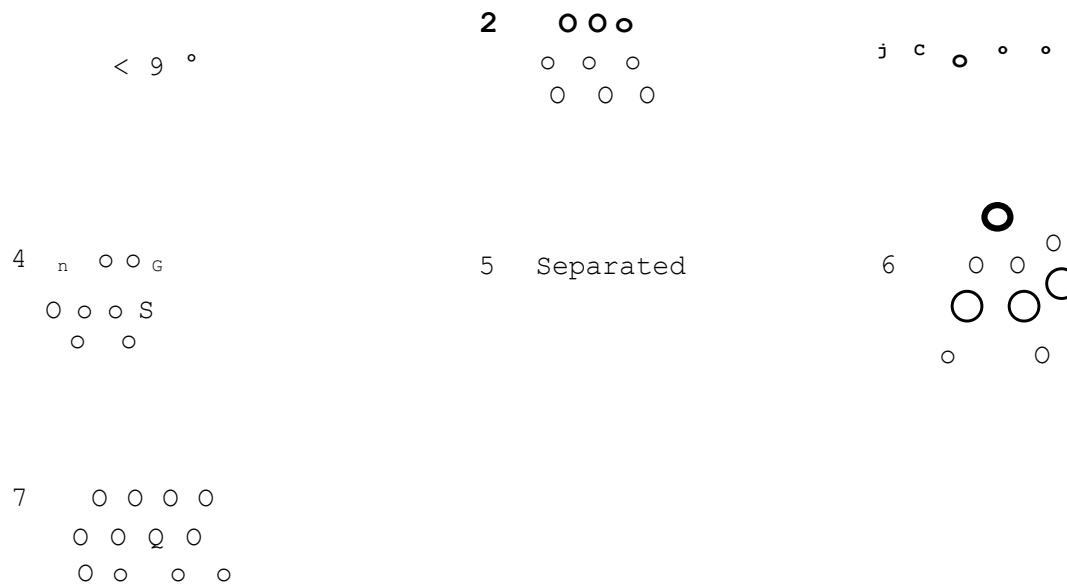 < 9 °
2 O O o
o o o
O O O
j C o ° °
4 n o o G
O o o S
o o
5 Separated
6
7 O O O O
O O Q O
O o o o